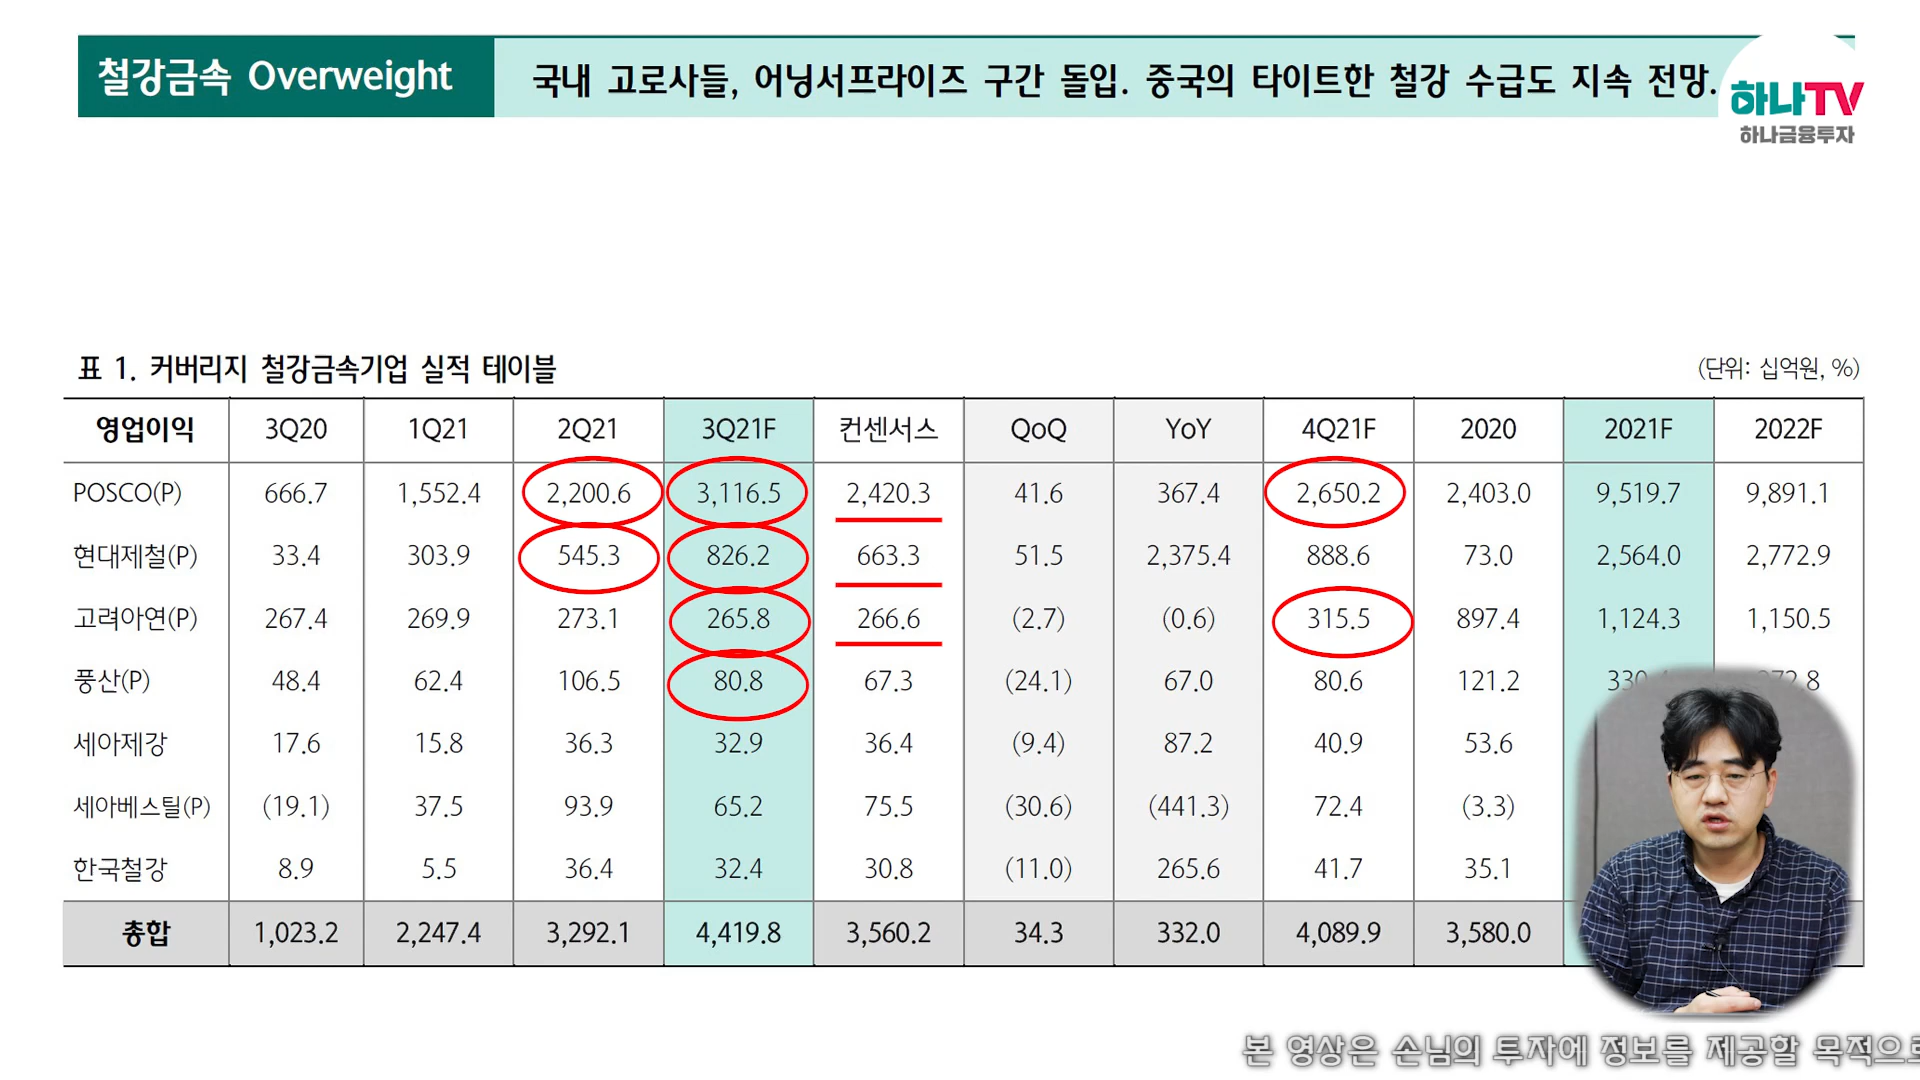 철강금속 Overweight
국내 고로사들, 어닝서프라이즈 구간 돌입. 중국의 타이트한 철강 수급도 지속 전망.
하나TV
하나금융투자
표 1. 커버리지 철강금속기업 실적 테이블
(단위: 십억원, %)
영업이익 3Q20 1Q21 2Q21 3Q21F 컨센서스 QoQ YoY 4Q21F 2020 2021F 2022F
POSCO(P) 666.7 1,552.4 2,200.6 3,116.5 2,420.3 41.6 367.4 2,650.2 2,403.0 9,519.7 9,891.1
현대제철(P) 33.4 303.9 545.3 826.2 663.3 51.5 2,375.4 888.6 73.0 2,564.0 2,772.9
고려아연(P) 267.4 269.9 273.1 265.8 266.6 (2.7) (0.6) 315.5 897.4 1,124.3 1,150.5
풍산(P) 48.4 62.4 106.5 80.8 67.3 (24.1) 67.0 80.6 121.2
세아제강 17.6 15.8 36.3 32.9 36.4 (9.4) 87.2 40.9 53.6
세아베스틸(P) (19.1) 37.5 93.9 65.2 75.5 (30.6) (441.3) 72.4 (3.3)
한국철강 8.9 5.5 36.4 32.4 30.8 (11.0) 265.6 41.7 35.1
총합 1,023.2 2,247.4 3,292.1 4,419.8 3,560.2 34.3 332.0 4,089.9 3,580.0
본 영상은 손님의 투자에 정보를 제공할 목적으로